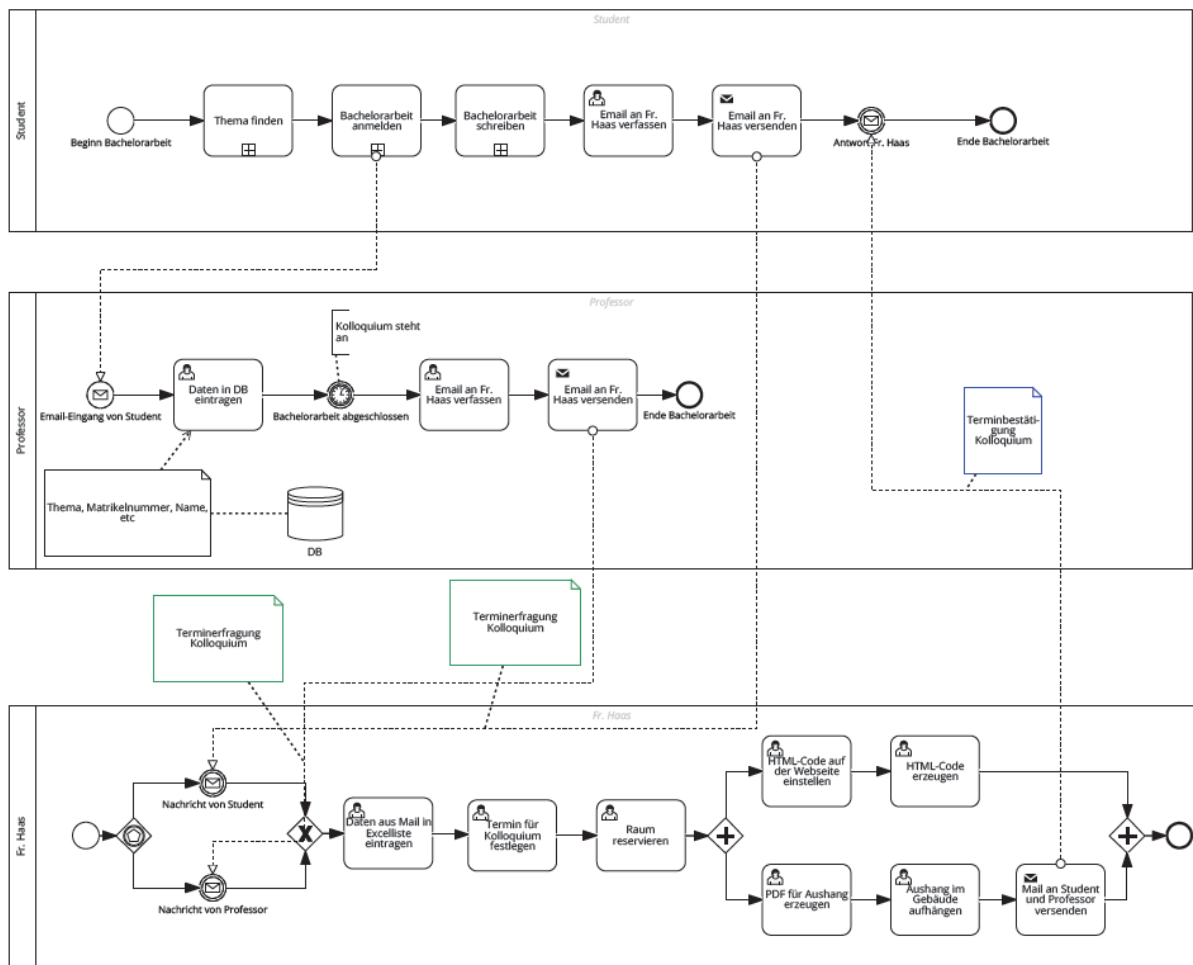 Student
Student
Beginn Bachelorarbeit
Thema finden
Bachelorarbeit
anmelden
Bachelorarbeit
schreiben
Email an Fr.
Haas verfassen
Email an Fr.
Haas versenden
Antwort Fr. Haas
Ende Bachelorarbeit
Professor
Professor
Kolloquium steht
an
Email-Eingang von Student
Daten in DB
eintragen
Bachelorarbeit abgeschlossen
Email an Fr.
Haas verfassen
Email an Fr.
Haas versenden
Ende Bachelorarbeit
Terminbestäti-
gung
Kolloquium
Thema, Matrikelnummer, Name,
etc
DB
Terminerfragung
Kolloquium
Terminerfragung
Kolloquium
Fr. Haas
Fr. Haas
Nachricht von Student
Nachricht von Professor
Daten aus Mail in
Excelliste
eintragen
Termin für
Kolloquium
festlegen
Raum
reservieren
HTML-Code auf
der Webseite
einstellen
HTML-Code
erzeugen
PDF für Aushang
erzeugen
Aushang im
Gebäude
aufhängen
Mail an Student
und Professor
versenden